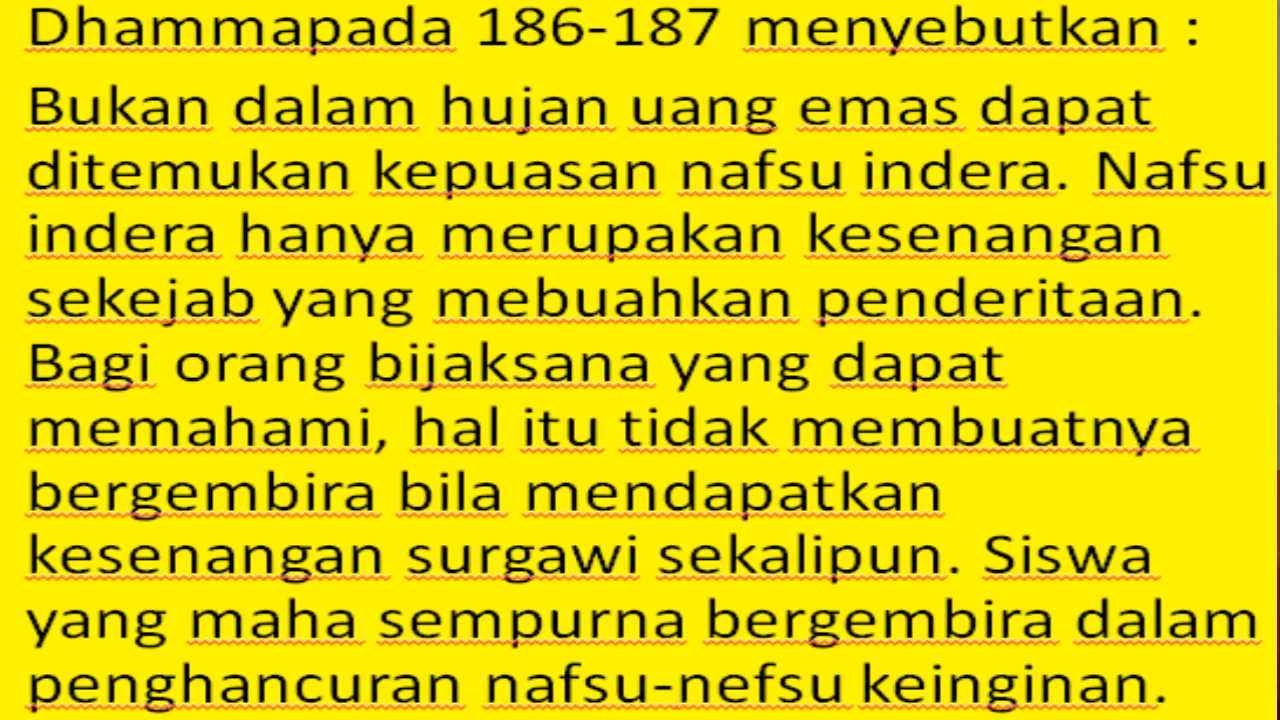 Dhammapada 186-187 menyebutkan :
Bukan dalam hujan uang emas dapat
ditemukan kepuasan nafsu indera. Nafsu
indera hanya merupakan kesenangan
sekejab yang mebuahkan penderitaan.
Bagi orang bijaksana yang dapat
memahami, hal itu tidak membuatnya
bergembira bila mendapatkan
kesenangan surgawi sekalipun. Siswa
yang maha sempurna bergembira dalam
penghancuran nafsu-nefsu keinginan.